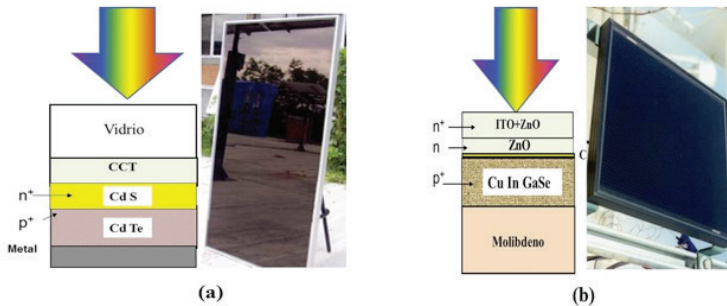 Vidrio
CCT
n+
Cd S
p+
Cd Te
Metal
(a)
n+
ITO+ZnO
n
ZnO
C
p+
Cu In GaSe
Molibdeno
(b)